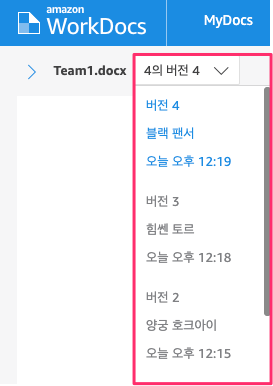 amazon
WorkDocs
MyDocs
Team1.docx
4의 버전 4
버전 4
블랙 팬서
오늘 오후 12:19
버전 3
힘쎈 토르
오늘 오후 12:18
버전 2
양궁 호크아이
오늘 오후 12:15